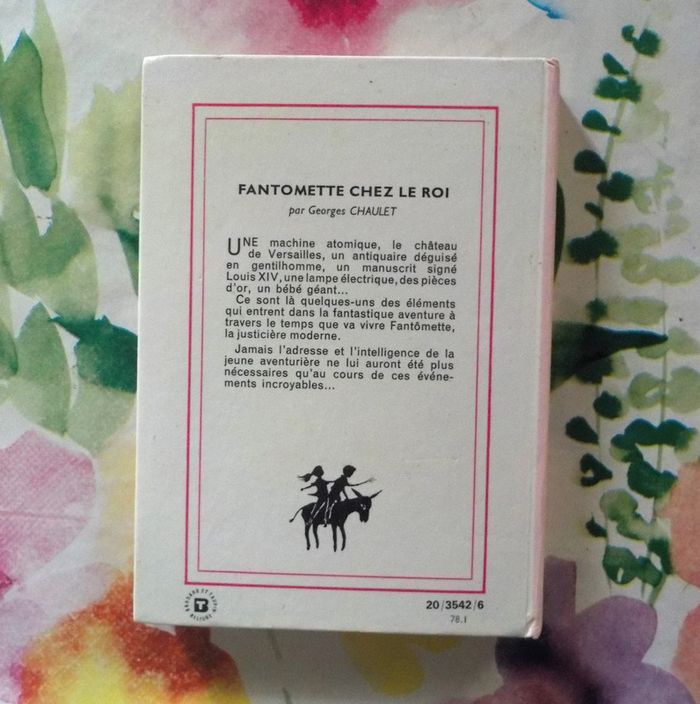 FANTOMETTE CHEZ LE ROI
par Georges CHAULET
UNE machine atomique, le château
de Versailles, un antiquaire déguisé
en gentilhomme, un manuscrit signé
Louis XIV, une lampe électrique, des pièces
d'or, un bébé géant...
Ce sont là quelques-uns des éléments
qui entrent dans la fantastique aventure à
travers le temps que va vivre Fantômette,
la justicière moderne.
Jamais l'adresse et l'intelligence de la
jeune aventurière ne lui auront été plus
nécessaires qu'au cours de ces événe-
ments incroyables...
BRODARD ET TAUPIN
RELIURE
20/3542/6
78.1